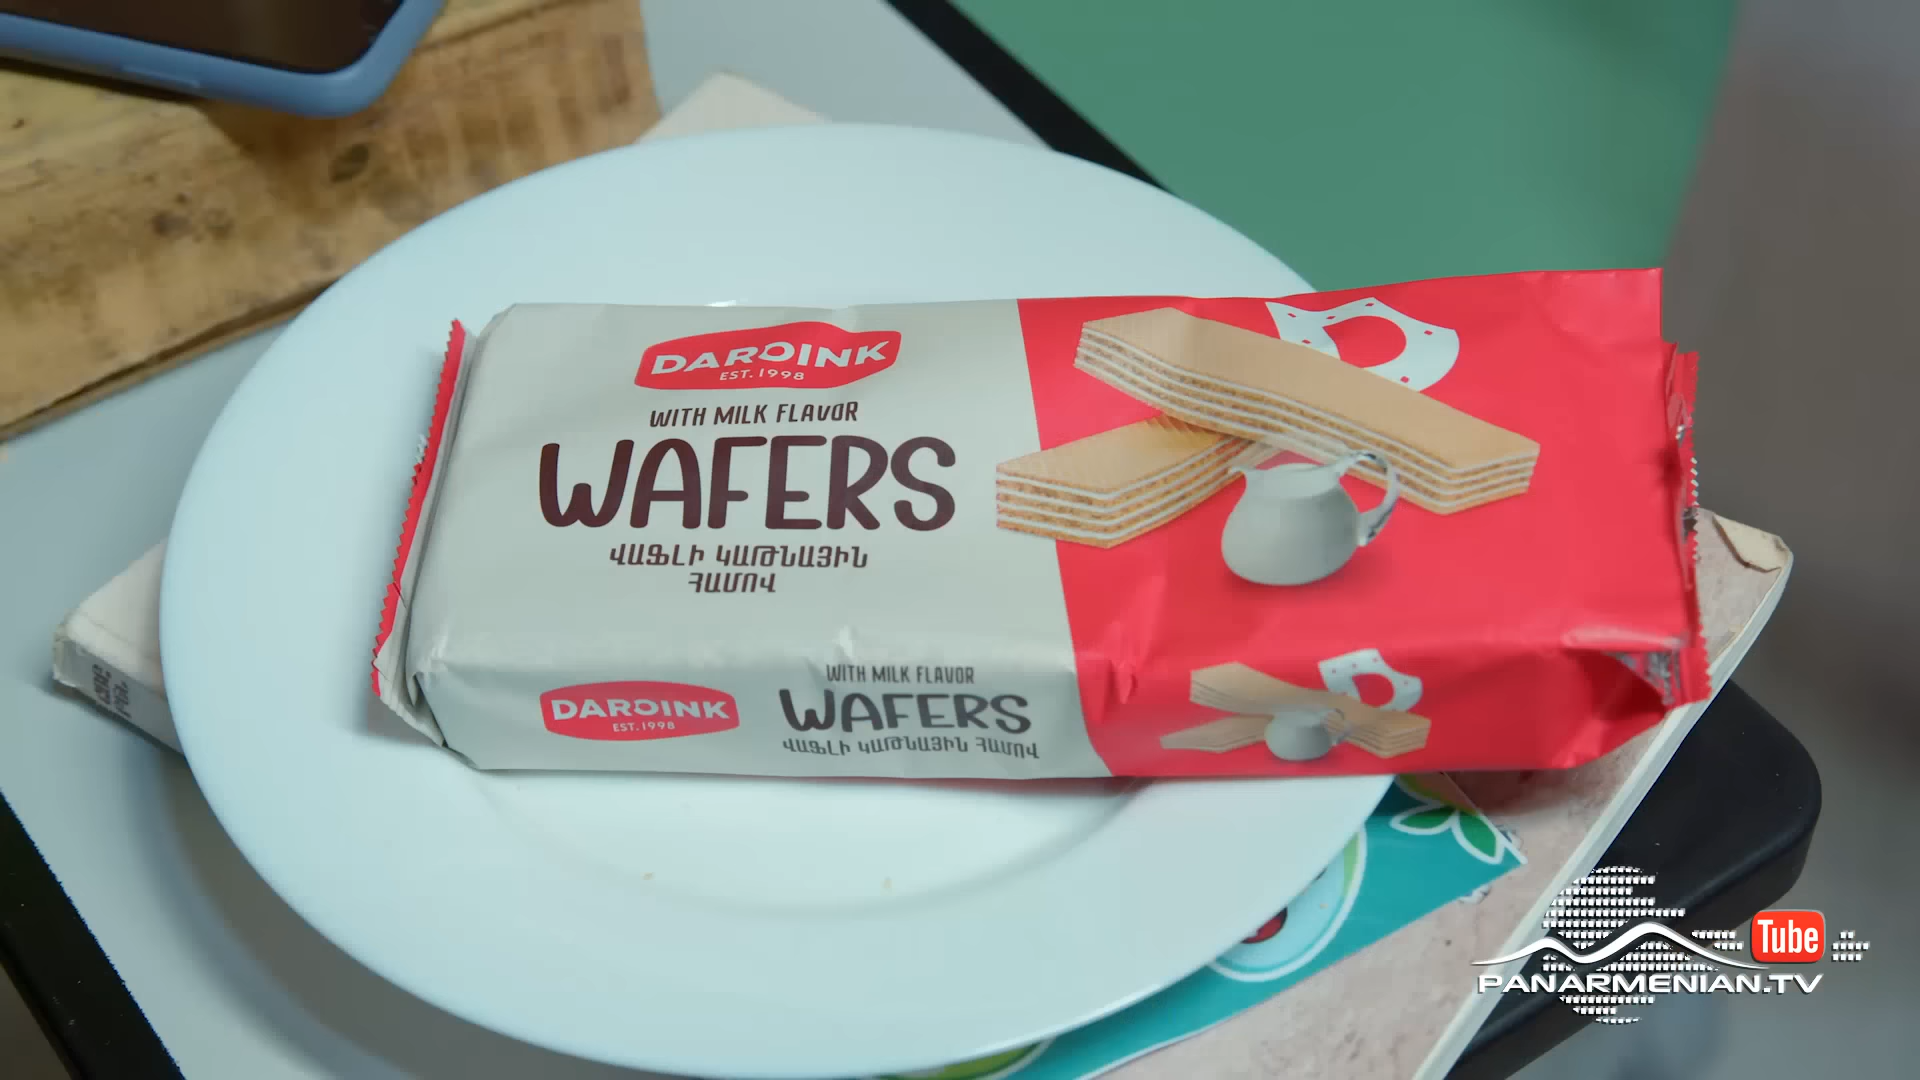 DAROINK
EST. 1998
WITH MILK FLAVOR
WAFERS
ՎԱՖԼԻ ԿԱԹՆԱՅԻՆ
ՀԱՄՈՎ
DAROINK
EST. 1998
WITH MILK FLAVOR
WAFERS
ՎԱՖԼԻ ԿԱԹՆԱՅԻՆ ՀԱՄՈՎ
Tube
PANARMENIAN.TV